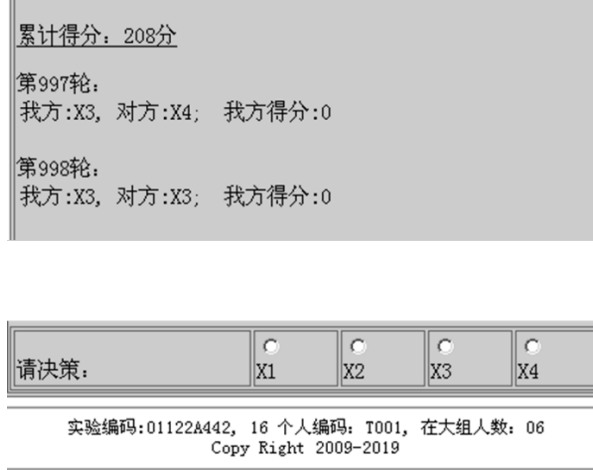 累计得分：208分
第997轮：
我方:X3, 对方:X4; 我方得分:0
第998轮：
我方:X3, 对方:X3; 我方得分:0
请决策： X1 X2 X3 X4
实验编码:01122A442, 16 个人编码: T001, 在大组人数: 06
Copy Right 2009-2019